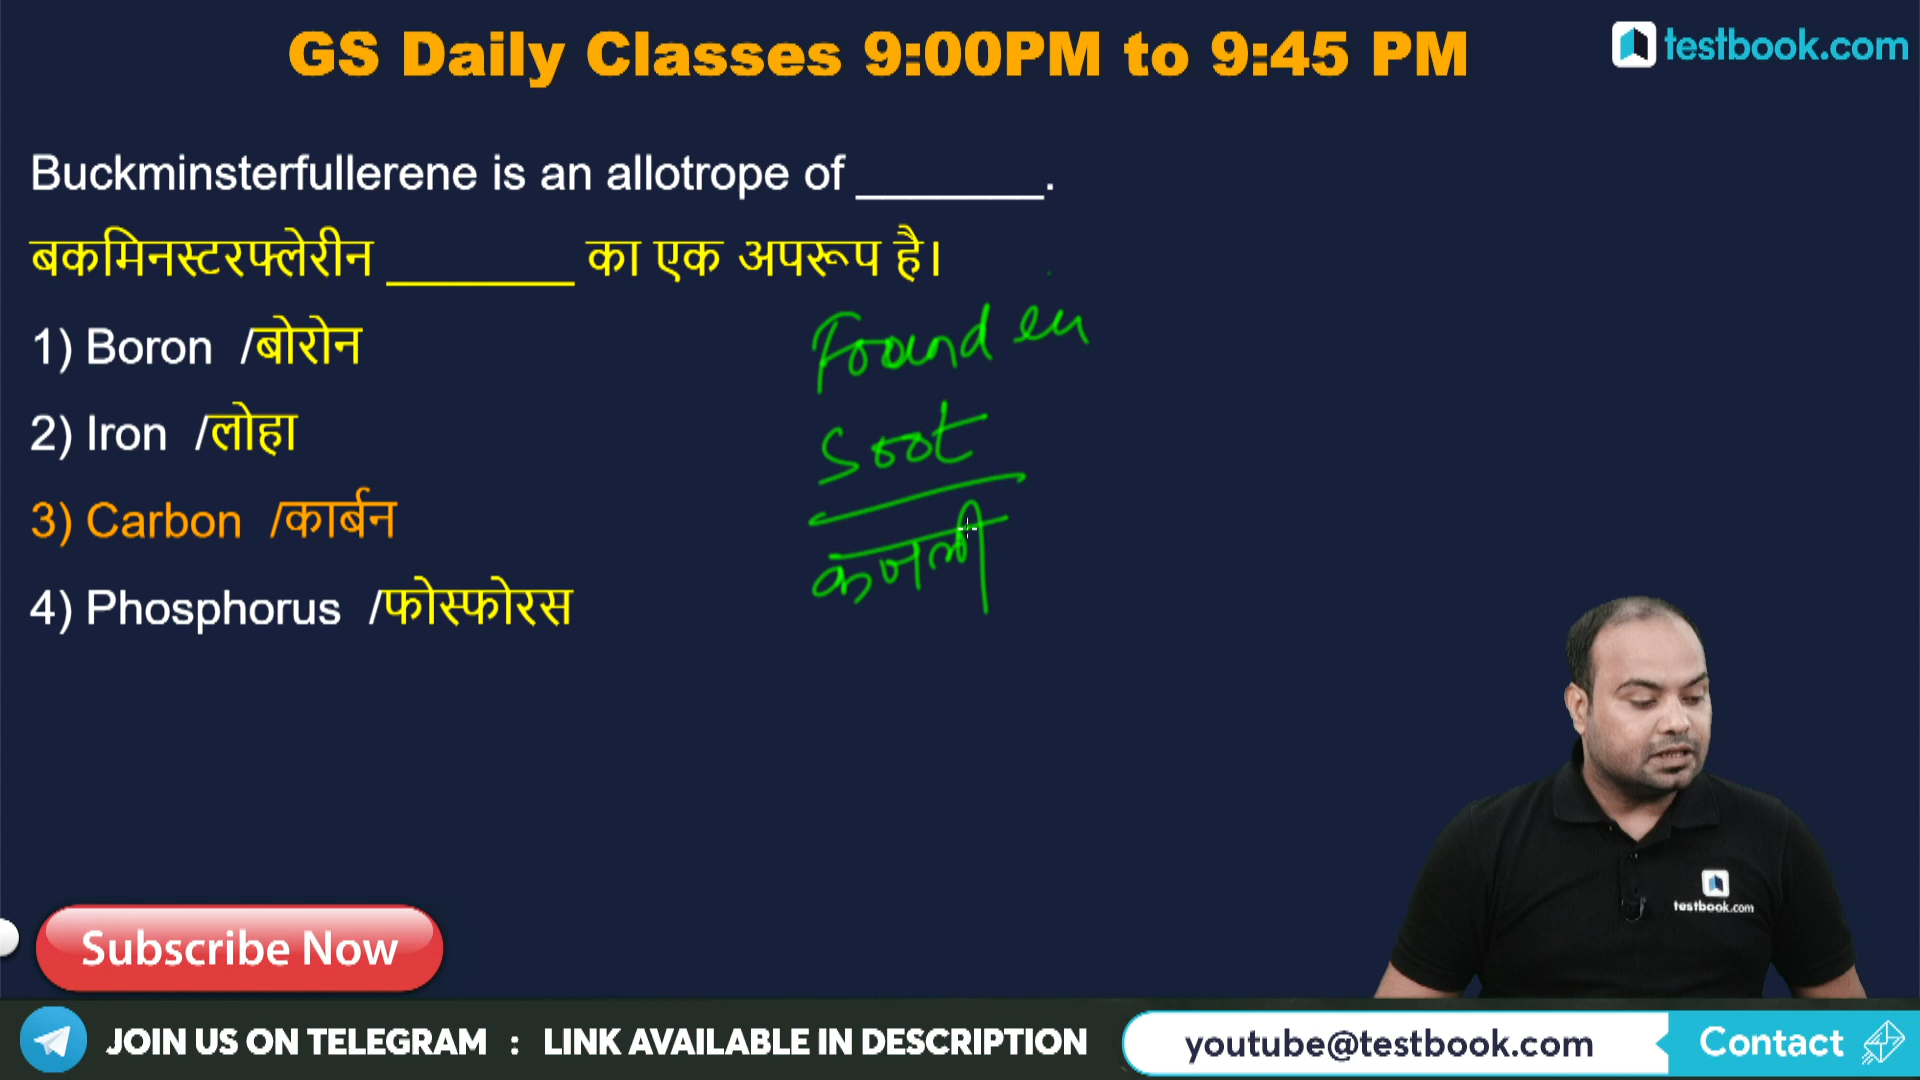 GS Daily Classes 9:00PM to 9:45 PM
testbook.com
Buckminsterfullerene is an allotrope of _______.
बकमिनस्टरफ्लेरीन _______ का एक अपरूप है।
1) Boron /बोरोन
2) Iron /लोहा
3) Carbon /कार्बन
4) Phosphorus /फोस्फोरस
Found in
Soot
कजली
testbook.com
Subscribe Now
JOIN US ON TELEGRAM : LINK AVAILABLE IN DESCRIPTION
youtube@testbook.com
Contact